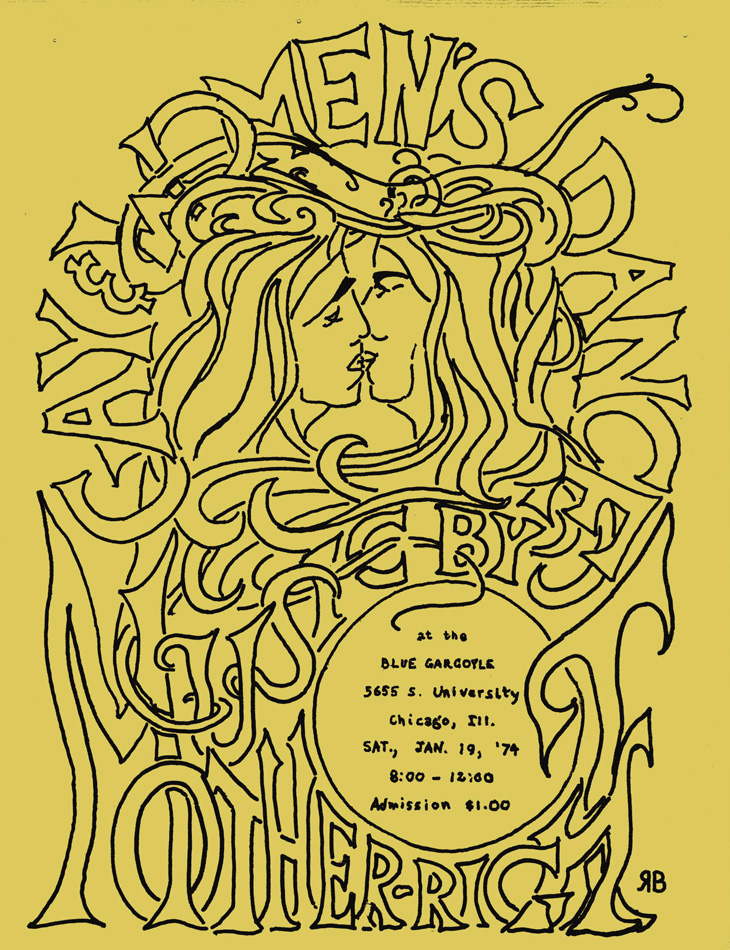 GAY & WOMEN'S DANCE
MUSIC BY
MOTHER-RIGHT
at the
BLUE GARGOYLE
5655 S. University
Chicago, Ill.
SAT., JAN. 19, '74
8:00 - 12:00
Admission $1.00
RB